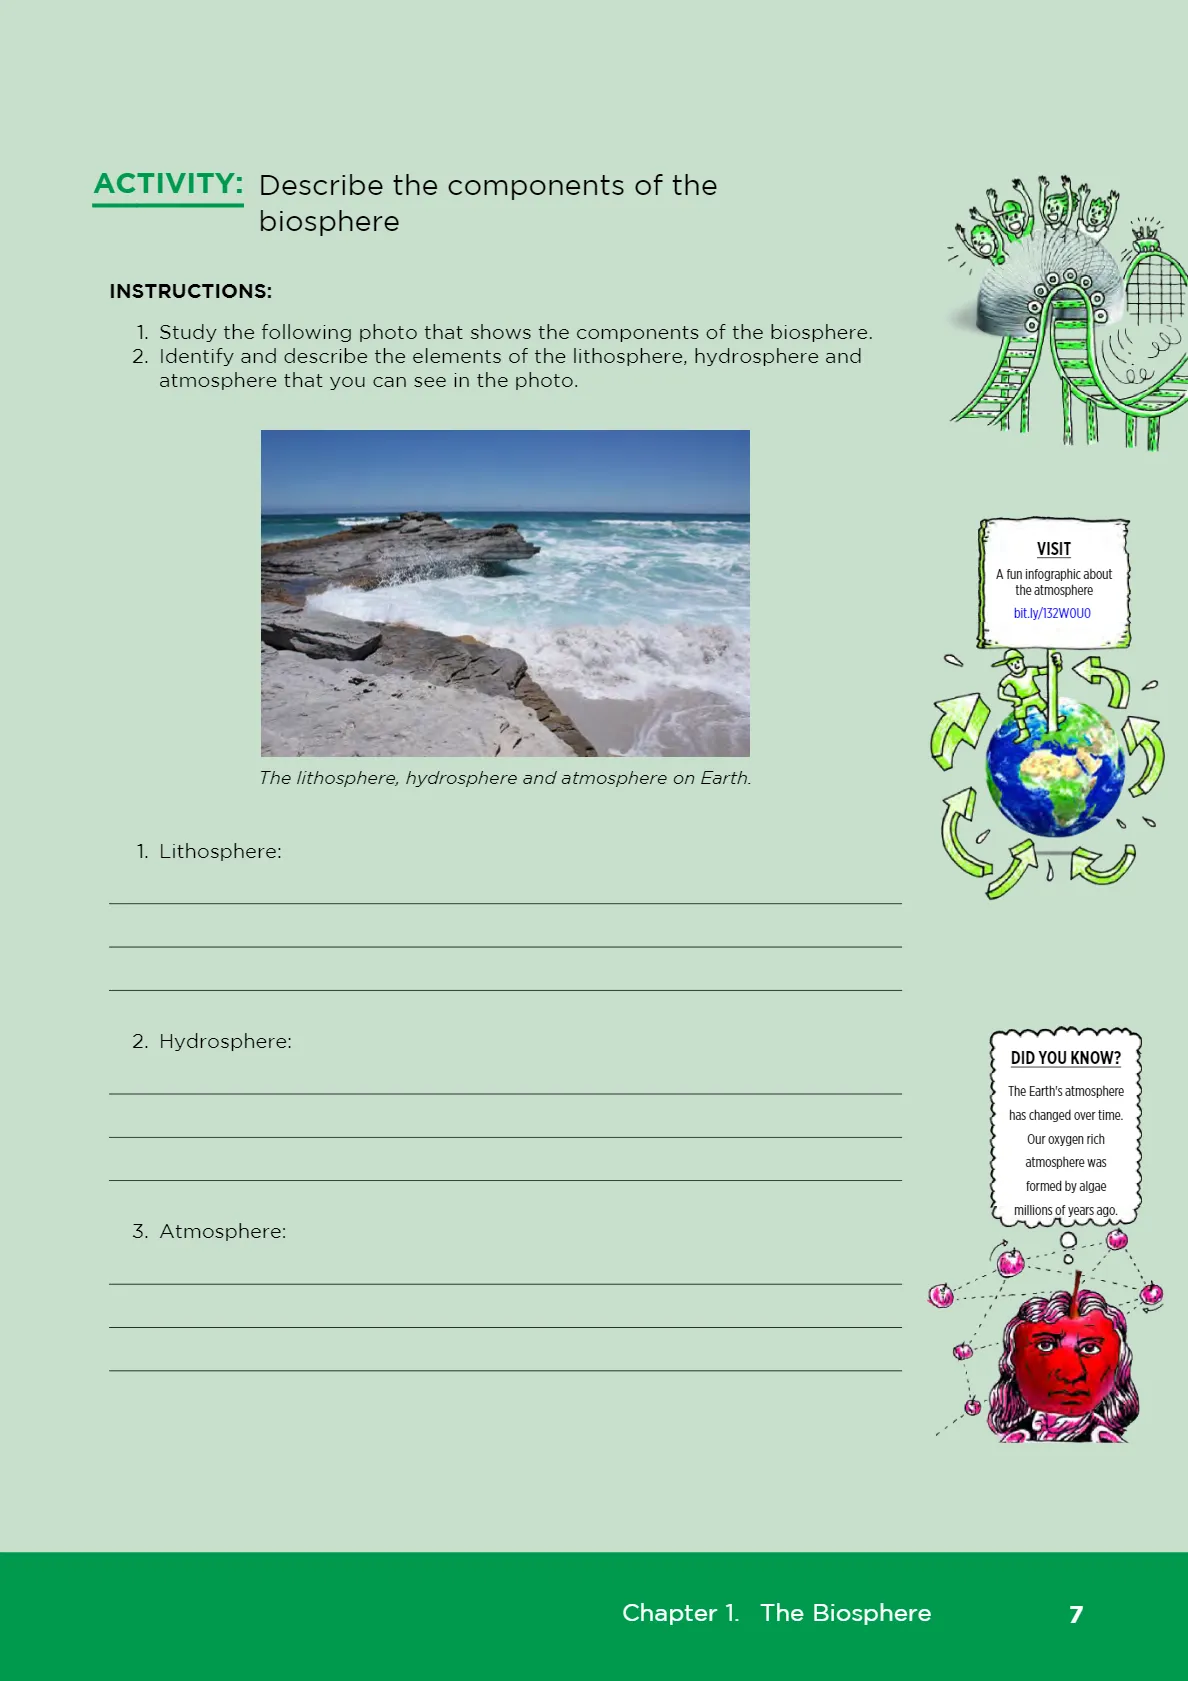 ACTIVITY: Describe the components of the
biosphere
INSTRUCTIONS:
1. Study the following photo that shows the components of the biosphere.
2. Identify and describe the elements of the lithosphere, hydrosphere and
atmosphere that you can see in the photo.
The lithosphere, hydrosphere and atmosphere on Earth.
1. Lithosphere:
2. Hydrosphere:
3. Atmosphere:
VISIT
A fun infographic about
the atmosphere
bit.ly/132W0U0
DID YOU KNOW?
The Earth's atmosphere
has changed over time.
Our oxygen rich
atmosphere was
formed by algae
millions of years ago.
Chapter 1. The Biosphere 7